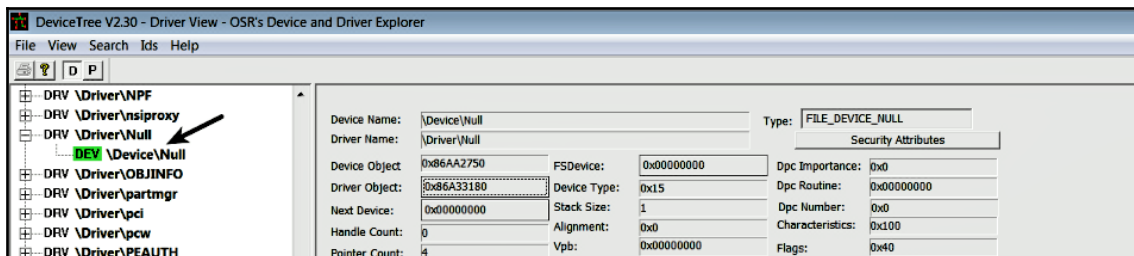 DeviceTree V2.30 - Driver View - OSR's Device and Driver Explorer
File View Search Ids Help
D P
DRV \Driver\NPF
DRV \Driver\nsiproxy
DRV \Driver\Null
DEV \Device\Null
DRV \Driver\OBJINFO
DRV \Driver\partmgr
DRV \Driver\pci
DRV \Driver\pcw
DRV \Driver\PEAUTH
Device Name: \Device\Null Type: FILE_DEVICE_NULL
Driver Name: \Driver\Null Security Attributes
Device Object 0x86AA2750 FSDevice: 0x00000000 Dpc Importance: 0x0
Driver Object: 0x86A33180 Device Type: 0x15 Dpc Routine: 0x00000000
Next Device: 0x00000000 Stack Size: 1 Dpc Number: 0x0
Handle Count: 0 Alignment: 0x0 Characteristics: 0x100
Pointer Count: 4 Vpb: 0x00000000 Flags: 0x40